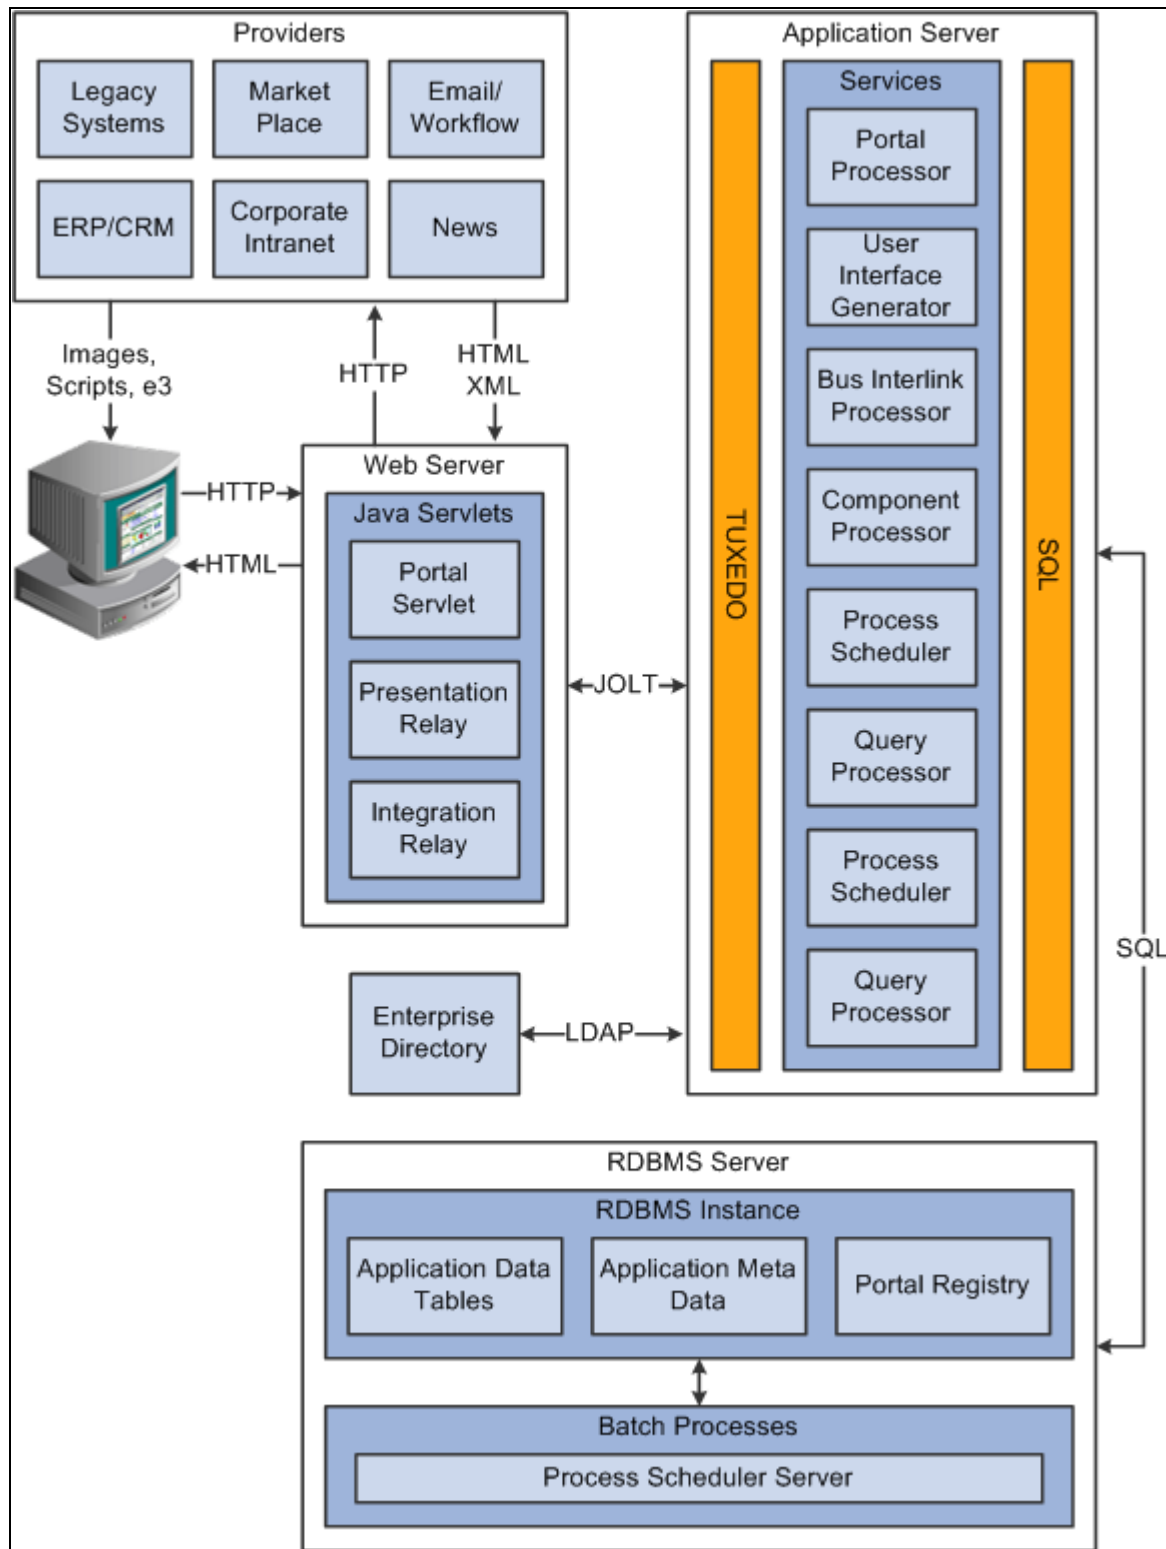 Providers
Legacy
Systems
Market
Place
Email/
Workflow
ERP/CRM
Corporate
Intranet
News
Images,
Scripts, e3
HTTP
HTML
XML
HTTP
HTML
Web Server
Java Servlets
Portal
Servlet
Presentation
Relay
Integration
Relay
JOLT
Enterprise
Directory
LDAP
Application Server
TUXEDO
Services
Portal
Processor
User
Interface
Generator
Bus Interlink
Processor
Component
Processor
Process
Scheduler
Query
Processor
Process
Scheduler
Query
Processor
SQL
SQL
RDBMS Server
RDBMS Instance
Application Data
Tables
Application Meta
Data
Portal Registry
Batch Processes
Process Scheduler Server